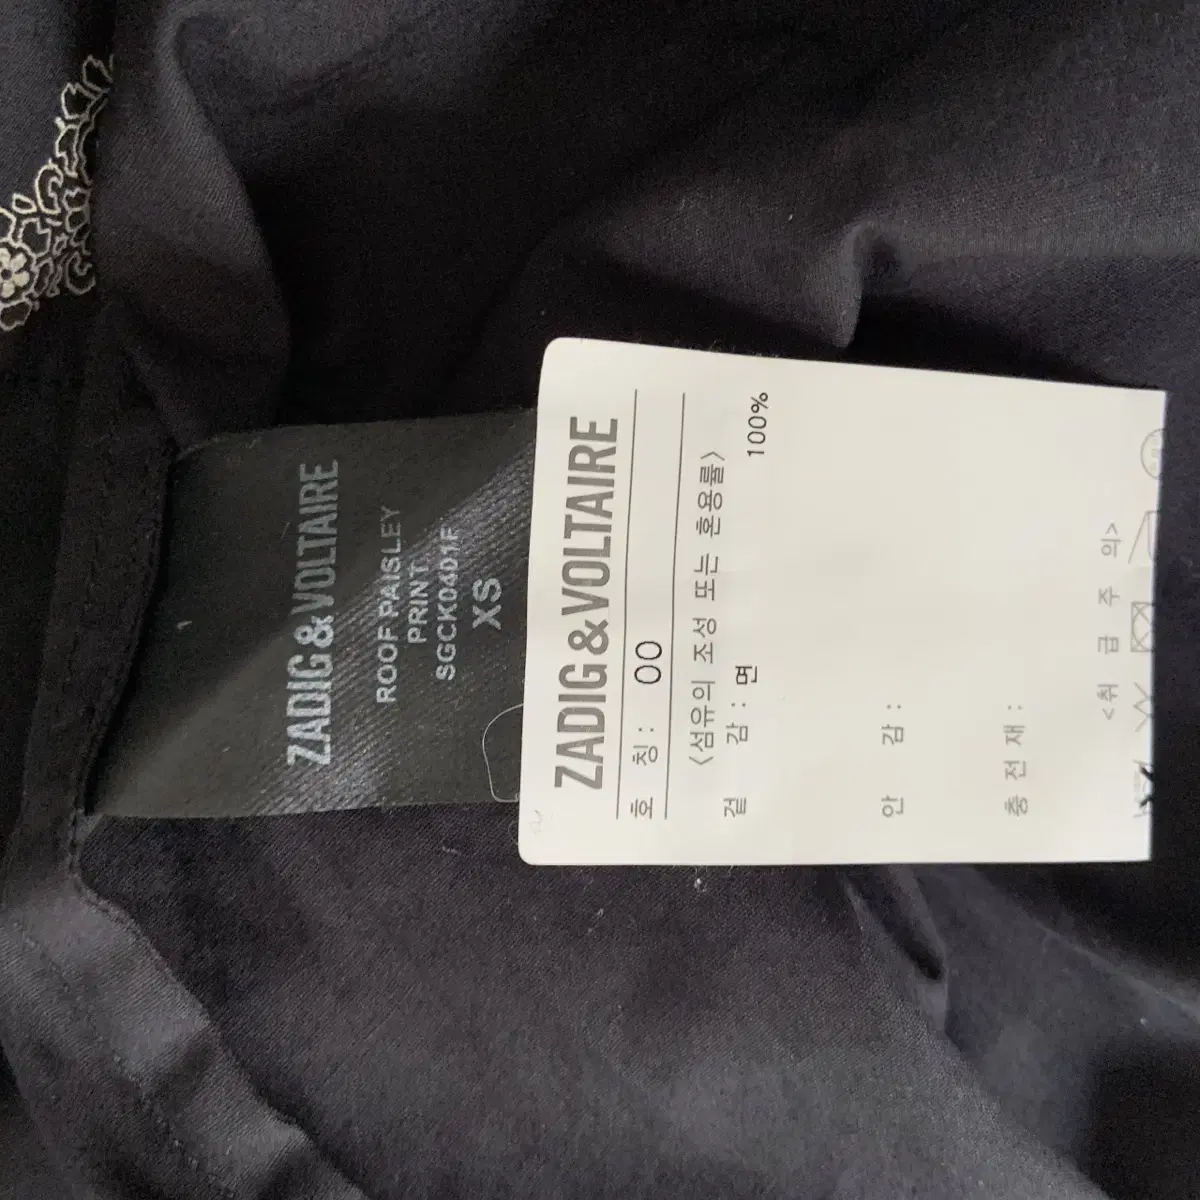 ZADIG & VOLTAIRE
ROOF PAISLEY
PRINT
SGCK0401F
XS
ZADIG & VOLTAIRE
호 칭 : 00
<섬유의 조성 또는 혼용률>
겉 감 : 면
100%
안 감 :
충 전 재 :
<취 급 주 의>